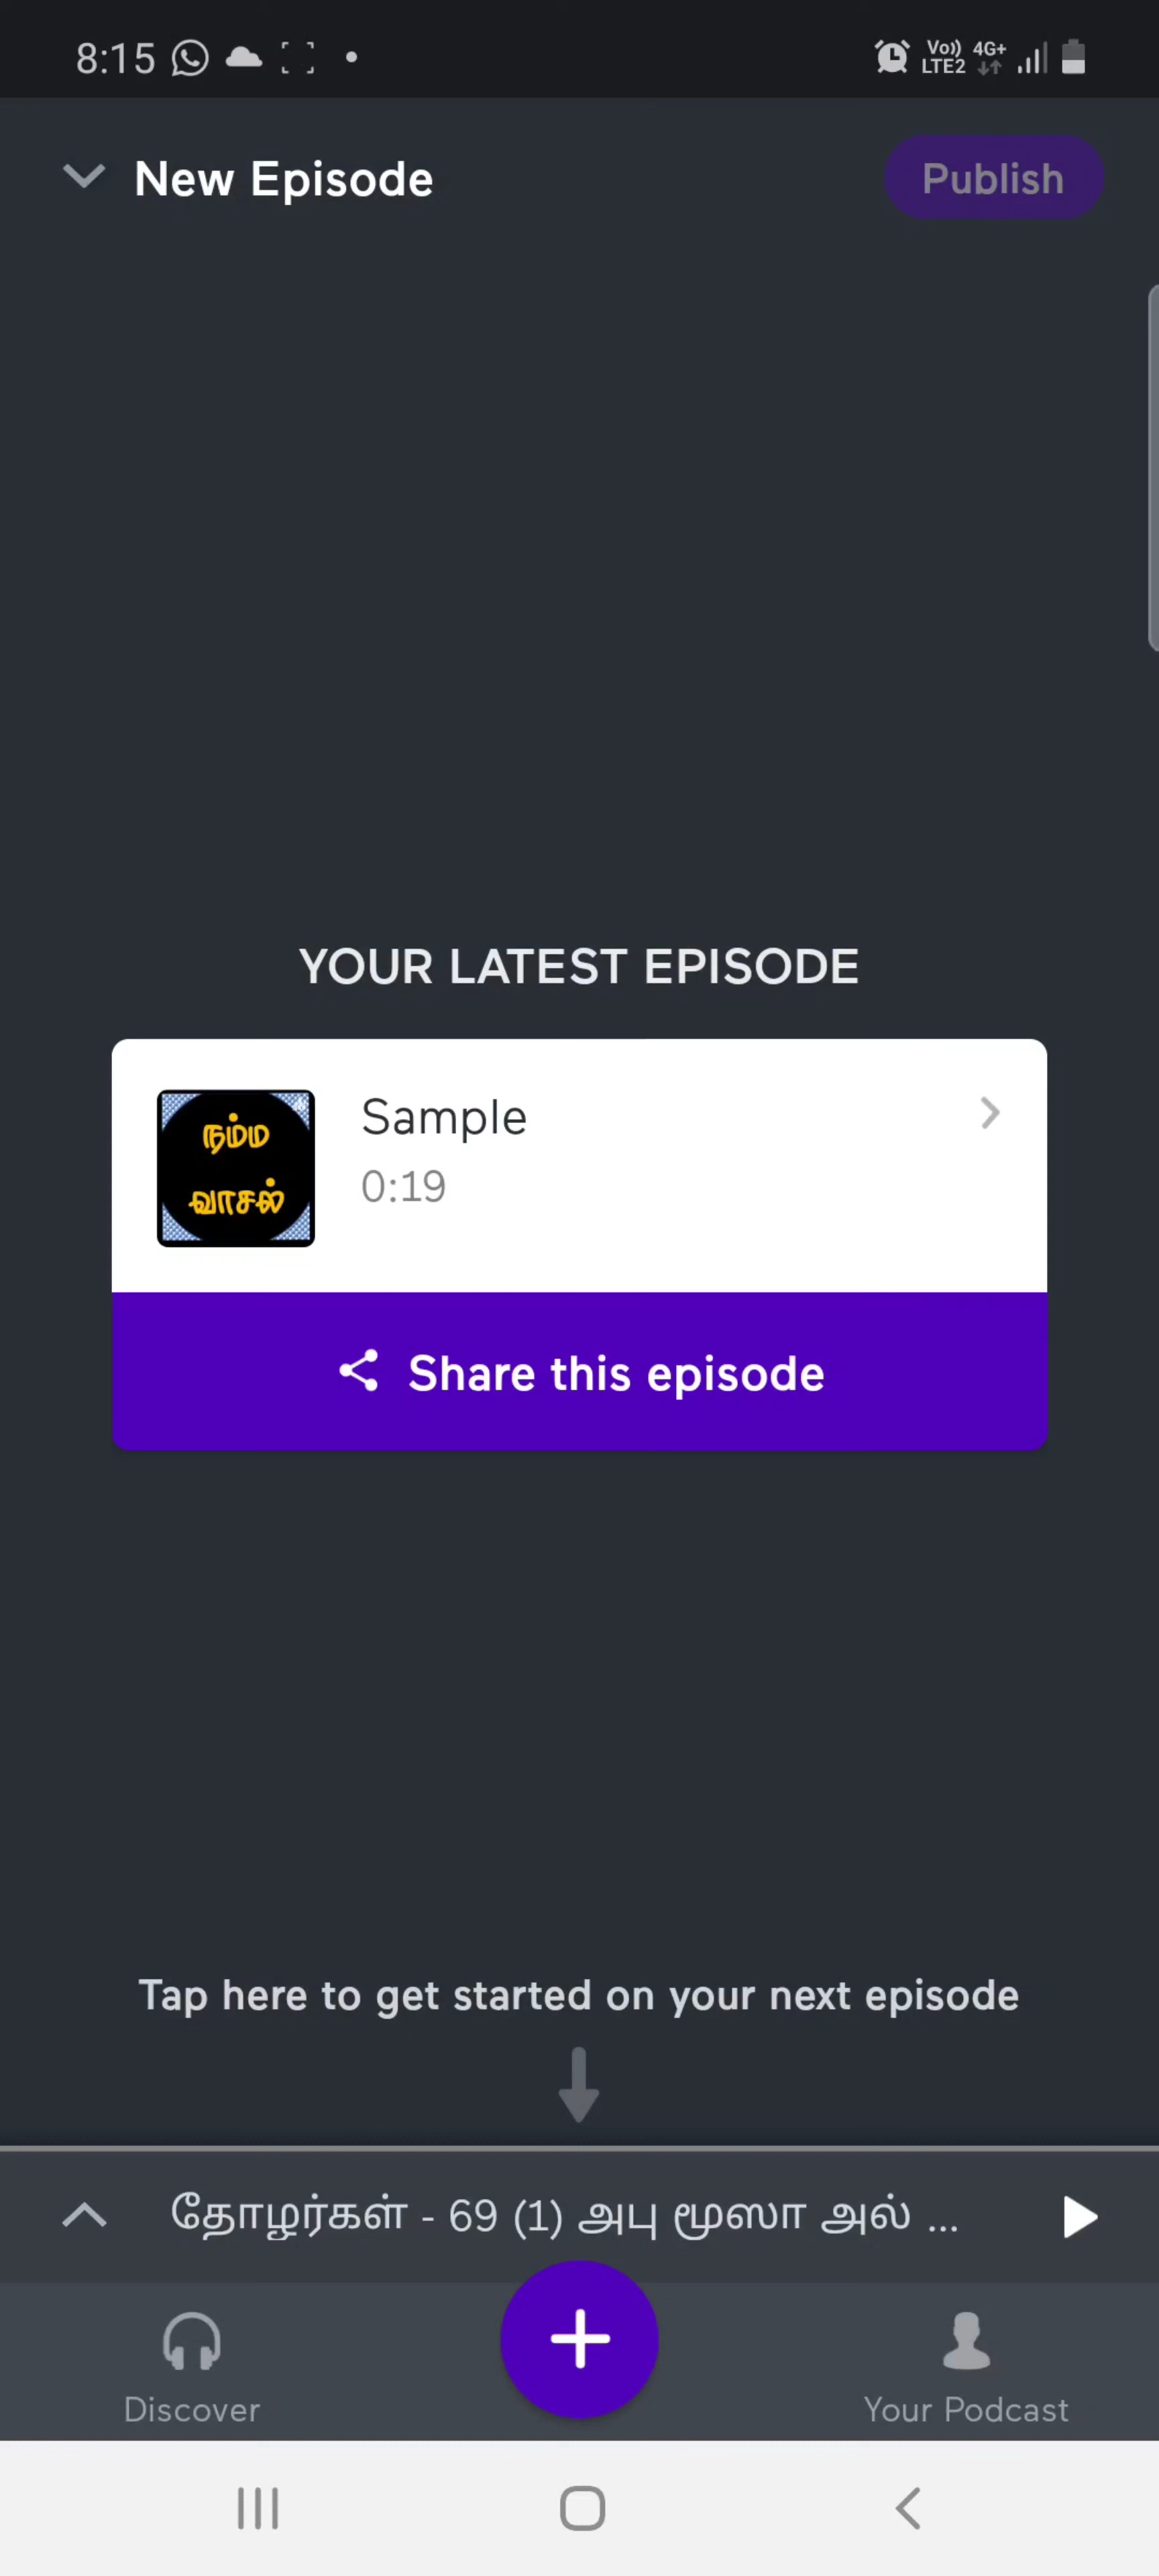 8:15
Vo)) 4G+
LTE2
New Episode
Publish
YOUR LATEST EPISODE
நம்ம
வாசல்
Sample
0:19
Share this episode
Tap here to get started on your next episode
தோழர்கள் - 69 (1) அபு மூஸா அல் ...
Discover
Your Podcast